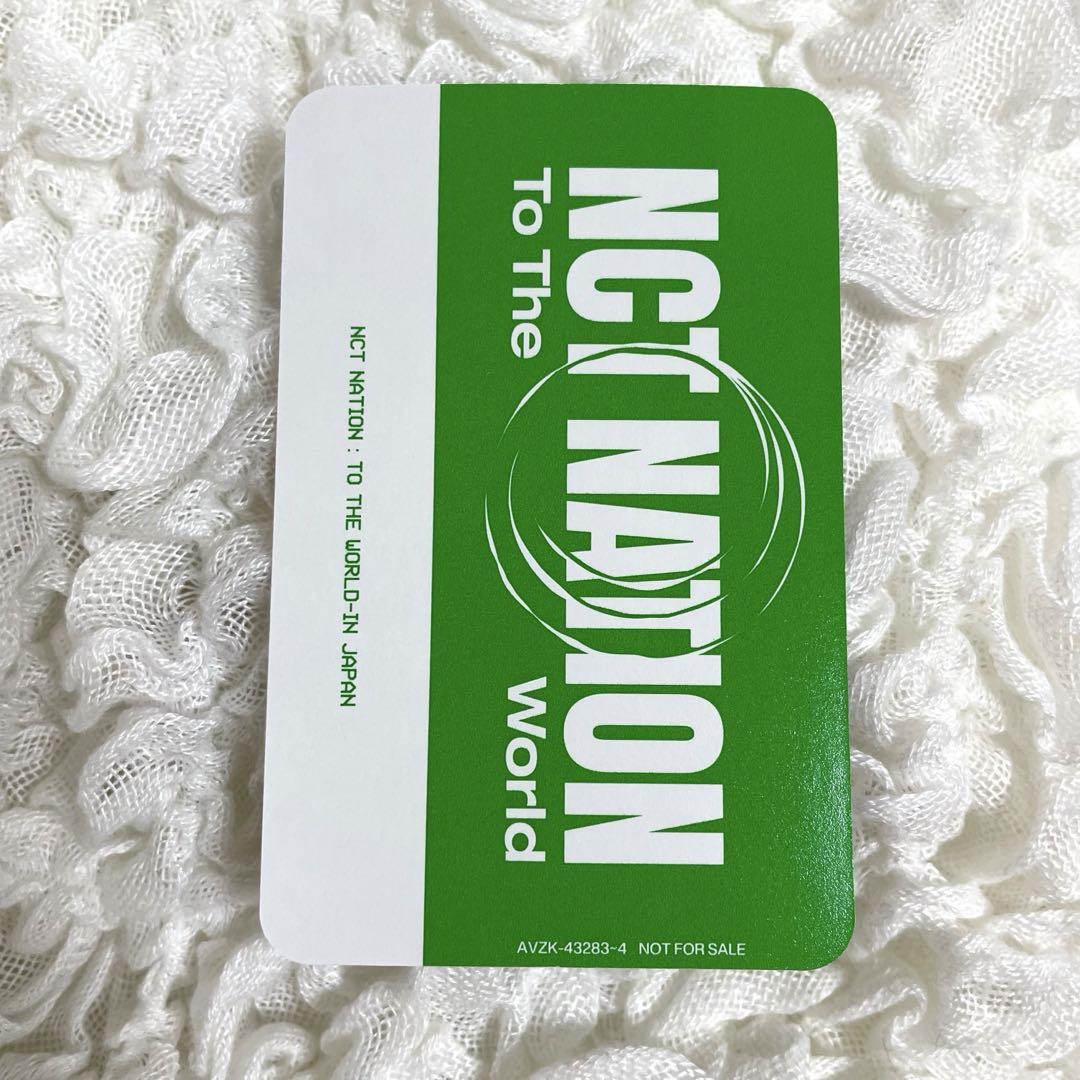 NCT NATION
To The World
NCT NATION : TO THE WORLD-IN JAPAN
AVZK-43283~4 NOT FOR SALE